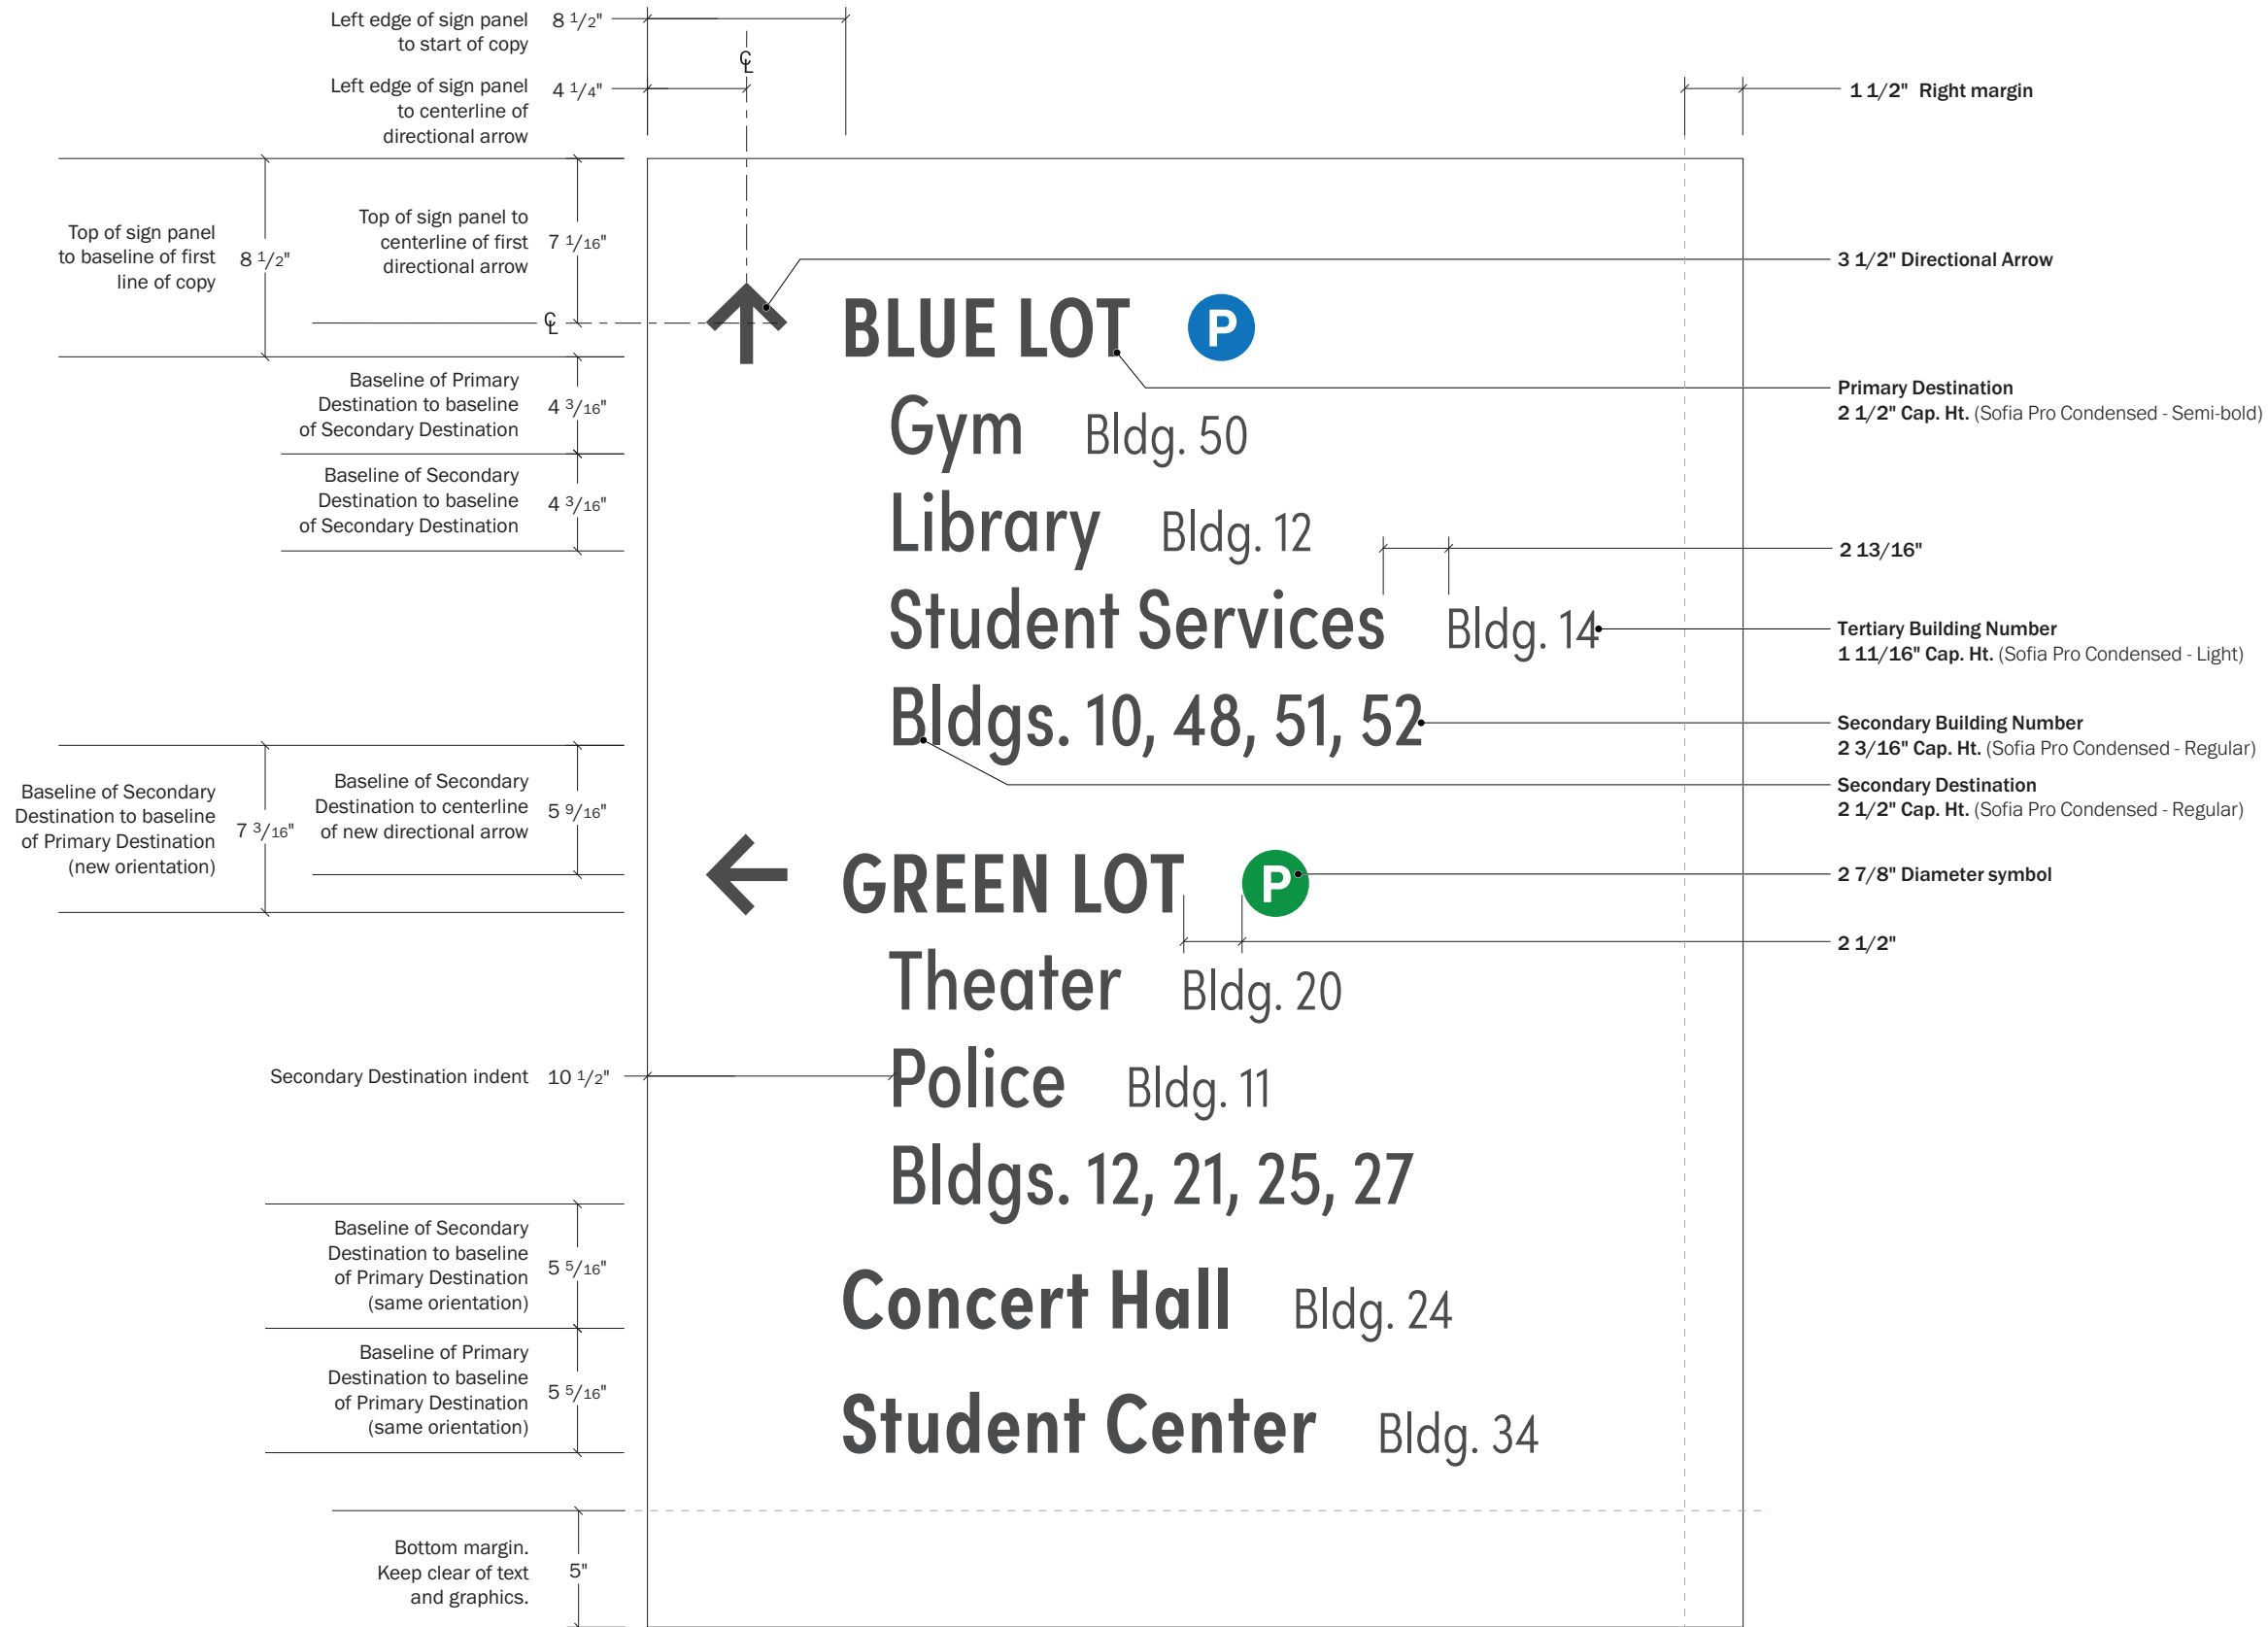 Left edge of sign panel 8 1/2"
to start of copy
℄
Left edge of sign panel 4 1/4"
to centerline of
directional arrow
1 1/2" Right margin
Top of sign panel
to baseline of first 8 1/2"
line of copy
Top of sign panel to
centerline of first 7 1/16"
directional arrow
℄
3 1/2" Directional Arrow
BLUE LOT P
Primary Destination
2 1/2" Cap. Ht. (Sofia Pro Condensed - Semi-bold)
Baseline of Primary
Destination to baseline 4 3/16"
of Secondary Destination
Gym Bldg. 50
Baseline of Secondary
Destination to baseline 4 3/16"
of Secondary Destination
Library Bldg. 12
2 13/16"
Student Services Bldg. 14
Tertiary Building Number
1 11/16" Cap. Ht. (Sofia Pro Condensed - Light)
Bldgs. 10, 48, 51, 52
Secondary Building Number
2 3/16" Cap. Ht. (Sofia Pro Condensed - Regular)
Secondary Destination
2 1/2" Cap. Ht. (Sofia Pro Condensed - Regular)
Baseline of Secondary
Destination to baseline
of Primary Destination 7 3/16"
(new orientation)
Baseline of Secondary
Destination to centerline 5 9/16"
of new directional arrow
GREEN LOT P
2 7/8" Diameter symbol
2 1/2"
Theater Bldg. 20
Secondary Destination indent 10 1/2"
Police Bldg. 11
Bldgs. 12, 21, 25, 27
Baseline of Secondary
Destination to baseline
of Primary Destination 5 5/16"
(same orientation)
Concert Hall Bldg. 24
Baseline of Primary
Destination to baseline
of Primary Destination 5 5/16"
(same orientation)
Student Center Bldg. 34
Bottom margin.
Keep clear of text 5"
and graphics.